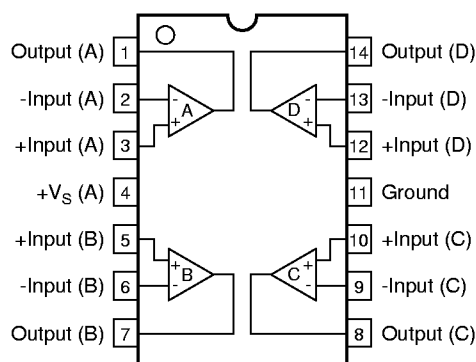 Output (A) 1 14 Output (D)
-Input (A) 2 - - 13 -Input (D)
A D
+Input (A) 3 + + 12 +Input (D)
+VS (A) 4 11 Ground
+Input (B) 5 + + 10 +Input (C)
B C
-Input (B) 6 - - 9 -Input (C)
Output (B) 7 8 Output (C)